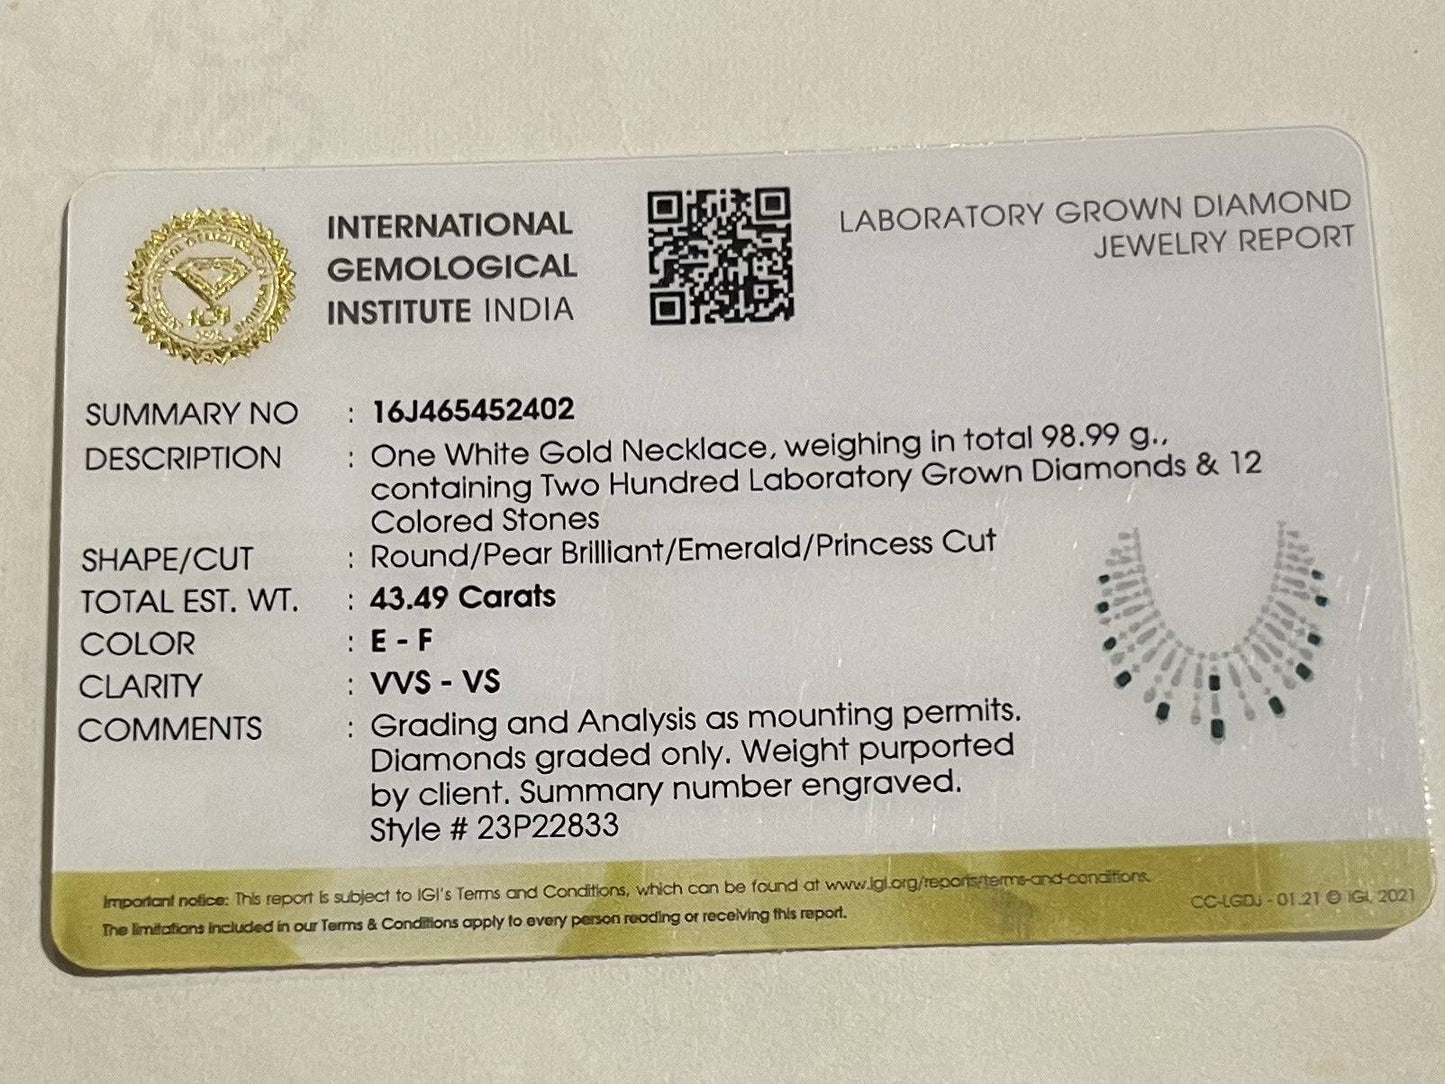 INTERNATIONAL
GEMOLOGICAL
INSTITUTE INDIA
LABORATORY GROWN DIAMOND
JEWELRY REPORT
IGI
SUMMARY NO : 16J465452402
DESCRIPTION : One White Gold Necklace, weighing in total 98.99 g.,
containing Two Hundred Laboratory Grown Diamonds & 12
Colored Stones
SHAPE/CUT : Round/Pear Brilliant/Emerald/Princess Cut
TOTAL EST. WT. : 43.49 Carats
COLOR : E - F
CLARITY : VVS - VS
COMMENTS : Grading and Analysis as mounting permits.
Diamonds graded only. Weight purported
by client. Summary number engraved.
Style # 23P22833
Important notice: This report is subject to IGI's Terms and Conditions, which can be found at www.igi.org/reports/terms-and-conditions.
The limitations included in our Terms & Conditions apply to every person reading or receiving this report.
CC-LGDJ - 01.21 © IGI, 2021